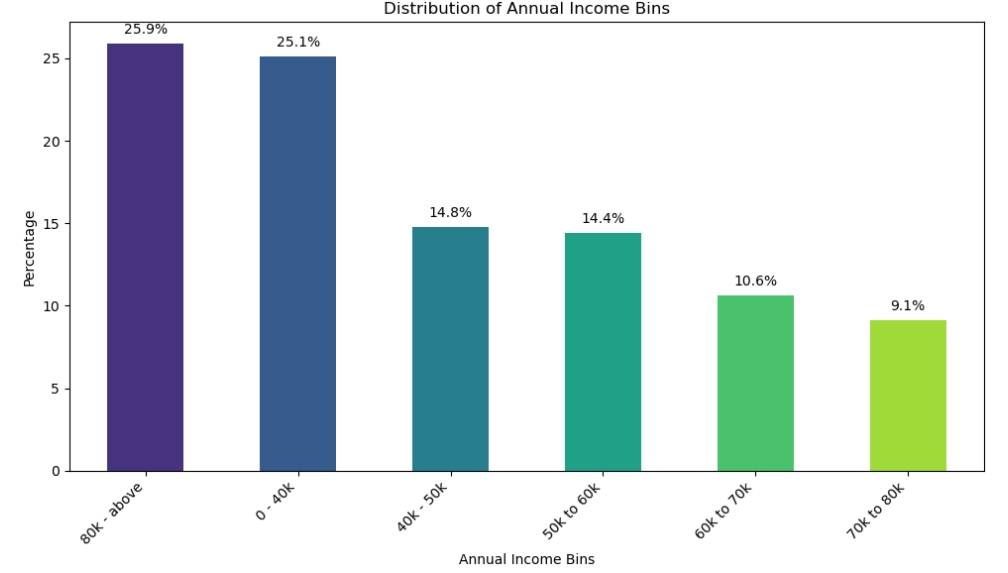 Distribution of Annual Income Bins
25.9%
25.1%
14.8%
14.4%
10.6%
9.1%
25
20
15
10
5
0
Percentage
80k - above
0 - 40k
40k - 50k
50k to 60k
60k to 70k
70k to 80k
Annual Income Bins